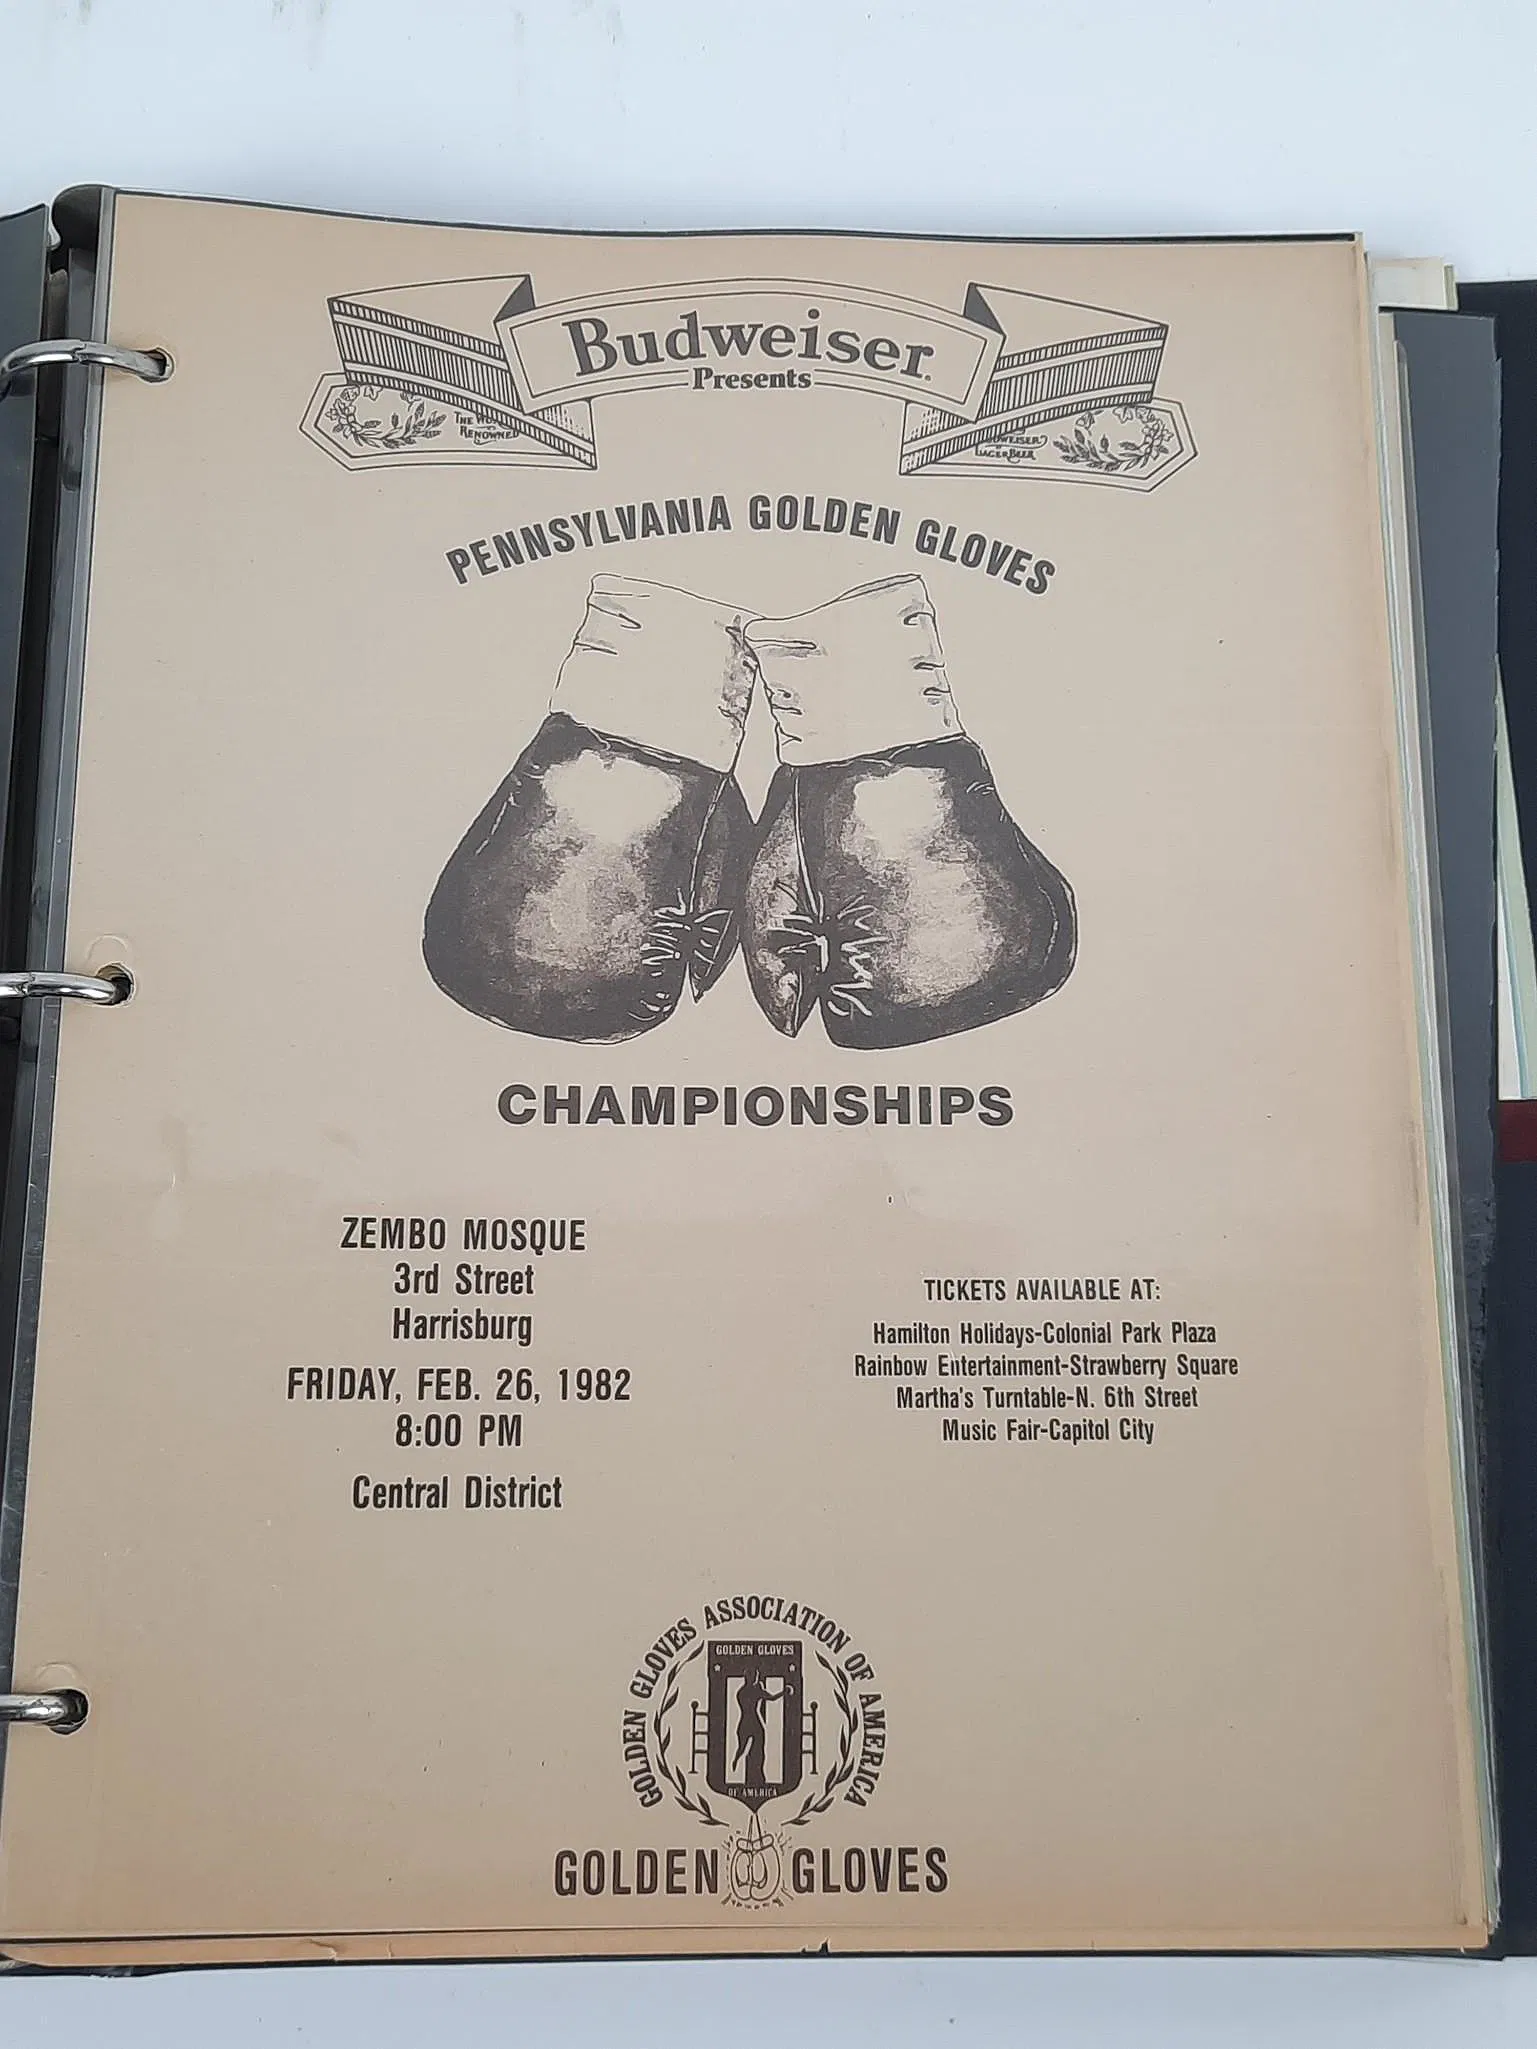 Budweiser
Presents
THE
RENOWNED
LAGER BEER
PENNSYLVANIA GOLDEN GLOVES
CHAMPIONSHIPS
ZEMBO MOSQUE
3rd Street
Harrisburg
FRIDAY, FEB. 26, 1982
8:00 PM
Central District
TICKETS AVAILABLE AT:
Hamilton Holidays-Colonial Park Plaza
Rainbow Entertainment-Strawberry Square
Martha's Turntable-N. 6th Street
Music Fair-Capitol City
GOLDEN GLOVES ASSOCIATION OF AMERICA
GOLDEN GLOVES
OF AMERICA
GOLDEN GLOVES